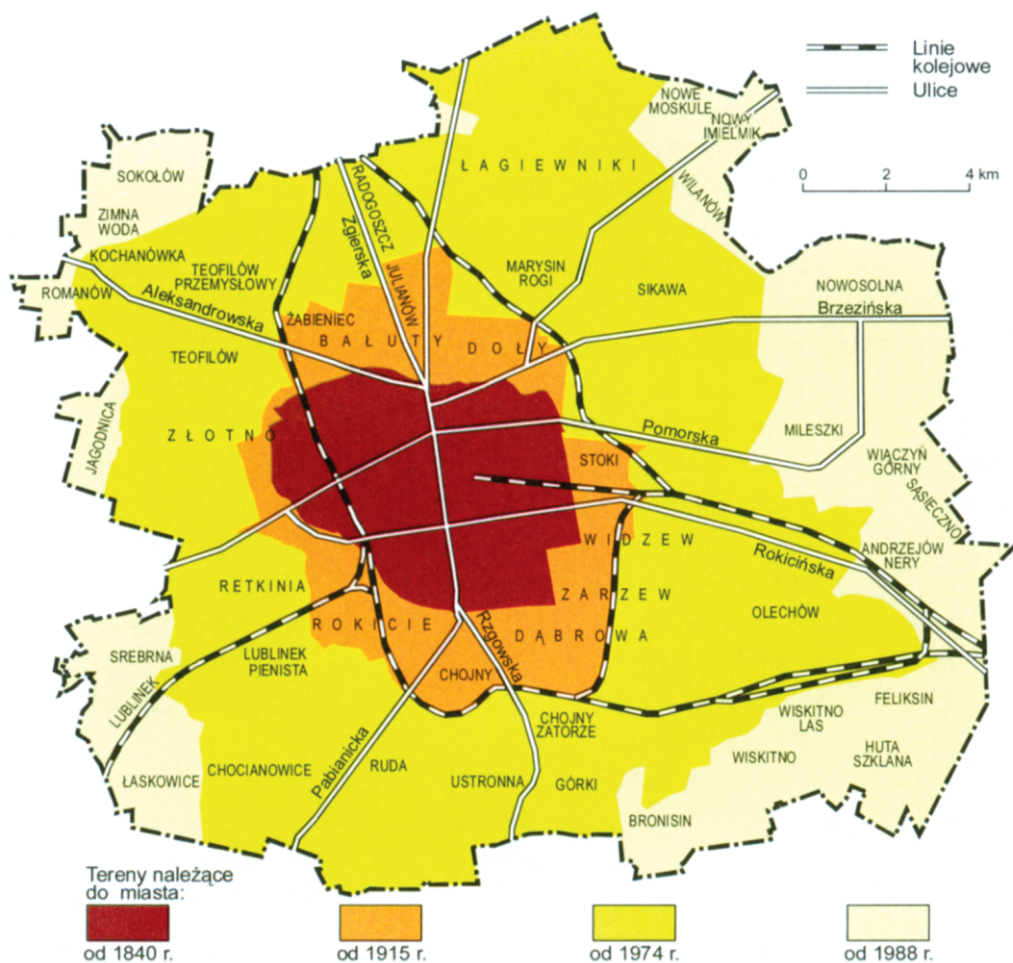 Linie
kolejowe
Ulice
0 2 4 km
NOWE
MOSKULE
NOWY
IMIELMIK
WILANÓW
ŁAGIEWNIKI
SOKOŁÓW
ZIMNA
WODA
KOCHANÓWKA
ROMANÓW
RADOGOSZCZ
Zgierska
JULIANÓW
TEOFILÓW
PRZEMYSŁOWY
Aleksandrowska
MARYSIN
ROGI
SIKAWA
NOWOSOLNA
Brzezińska
ŻABIENIEC
BAŁUTY
DOŁY
TEOFILÓW
JAGODNICA
ZŁOTNO
Pomorska
MILESZKI
STOKI
WIĄCZYŃ
GÓRNY
SĄSIECZNO
WIDZEW
Rokicińska
ANDRZEJÓW
NERY
RETKINIA
ZARZEW
OLECHÓW
ROKICIE
Rzgowska
DĄBROWA
SREBRNA
LUBLINEK
LUBLINEK
PIENISTA
CHOJNY
CHOJNY
ZATORZE
WISKITNO
LAS
FELIKSIN
Pabianicka
ŁASKOWICE
CHOCIANOWICE
RUDA
USTRONNA
GÓRKI
WISKITNO
HUTA
SZKLANA
BRONISIN
Tereny należące
do miasta:
od 1840 r.
od 1915 r.
od 1974 r.
od 1988 r.